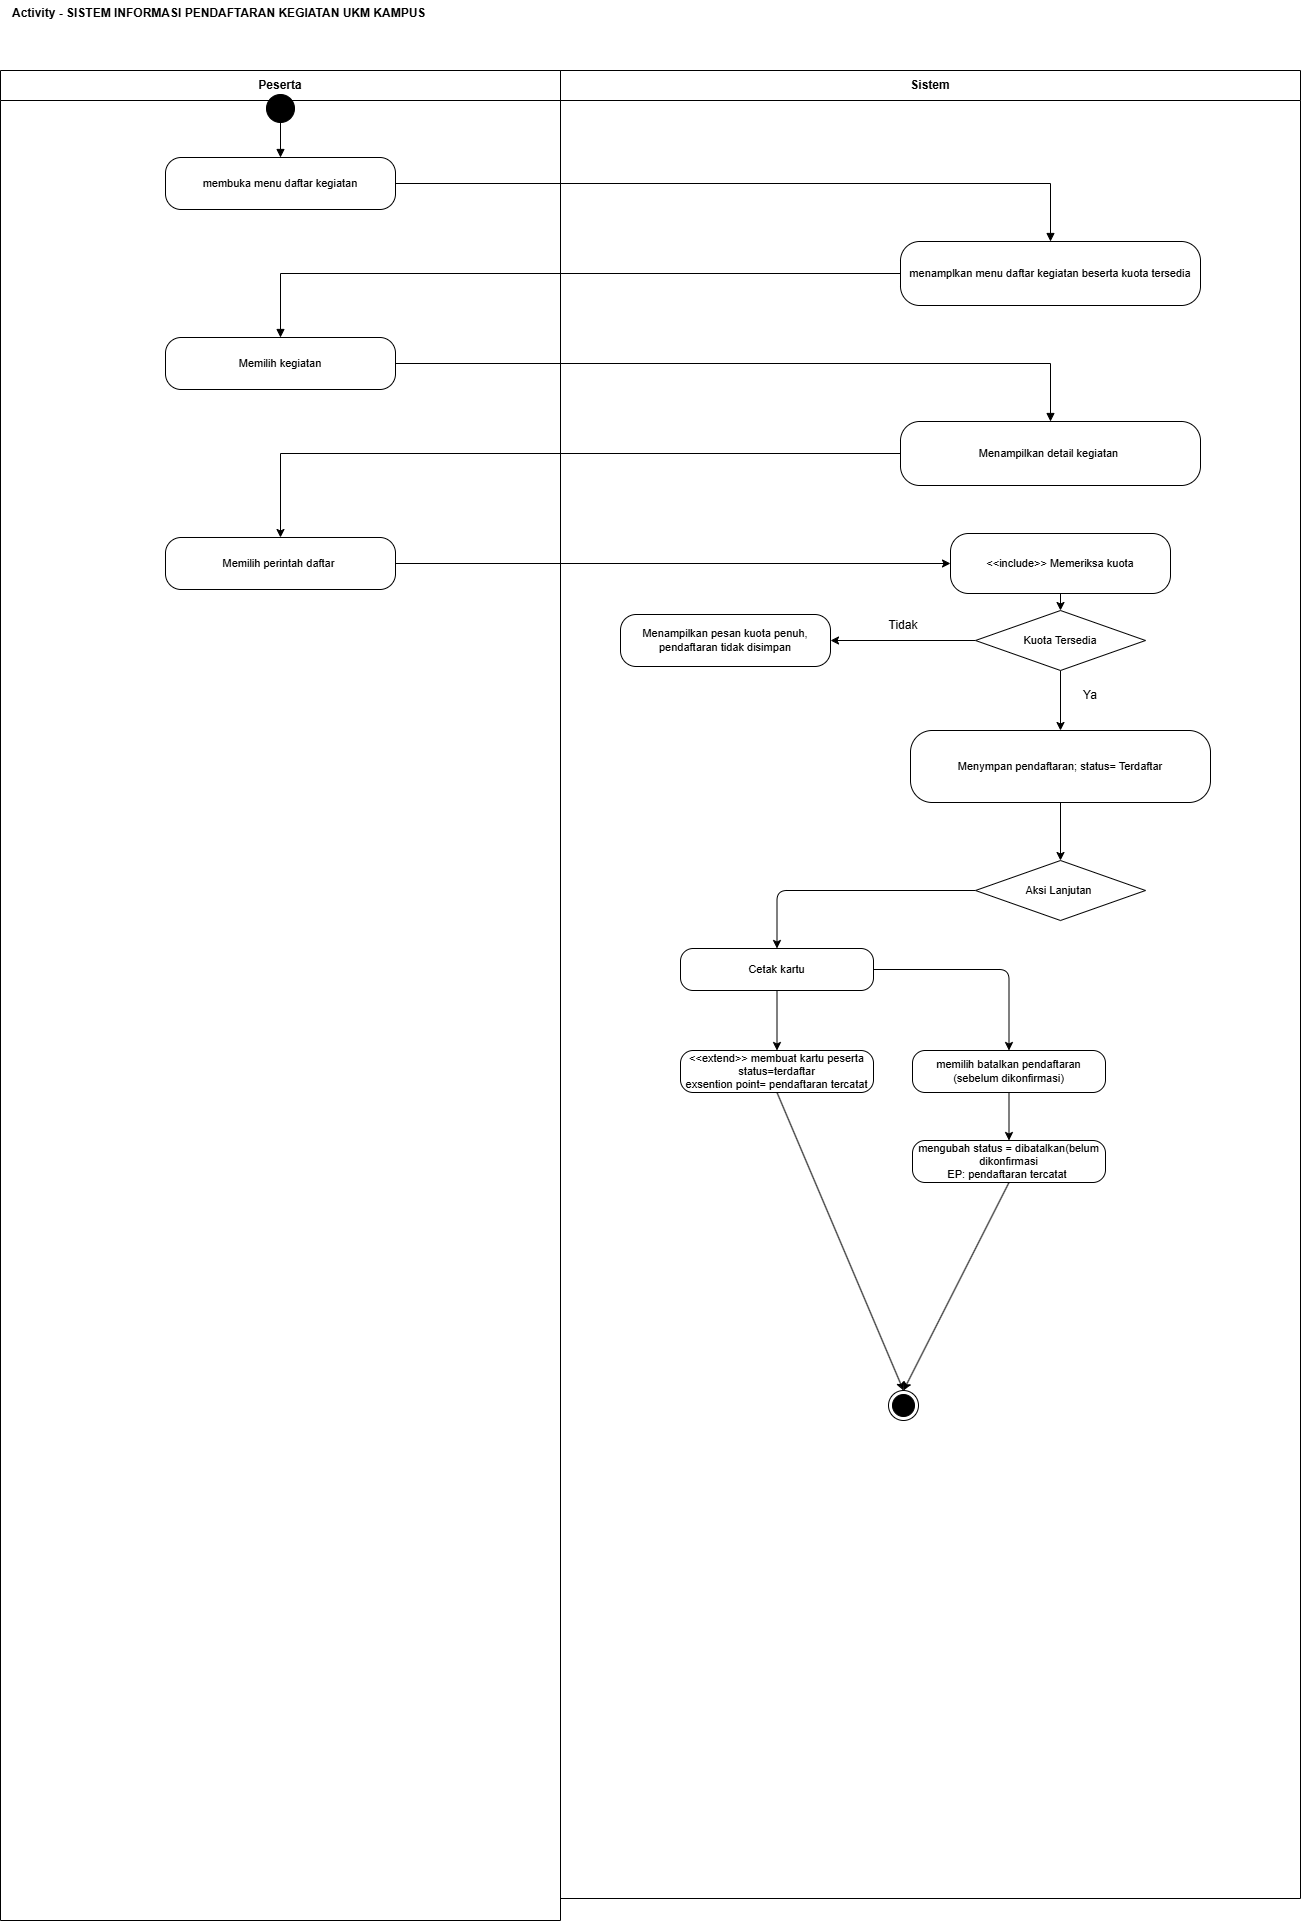 Activity - SISTEM INFORMASI PENDAFTARAN KEGIATAN UKM KAMPUS
Peserta
Sistem
membuka menu daftar kegiatan
menamplkan menu daftar kegiatan beserta kuota tersedia
Memilih kegiatan
Menampilkan detail kegiatan
Memilih perintah daftar
<<include>> Memeriksa kuota
Kuota Tersedia
Tidak
Menampilkan pesan kuota penuh,
pendaftaran tidak disimpan
Ya
Menympan pendaftaran; status= Terdaftar
Aksi Lanjutan
Cetak kartu
<<extend>> membuat kartu peserta
status=terdaftar
exsention point= pendaftaran tercatat
memilih batalkan pendaftaran
(sebelum dikonfirmasi)
mengubah status = dibatalkan(belum
dikonfirmasi
EP: pendaftaran tercatat